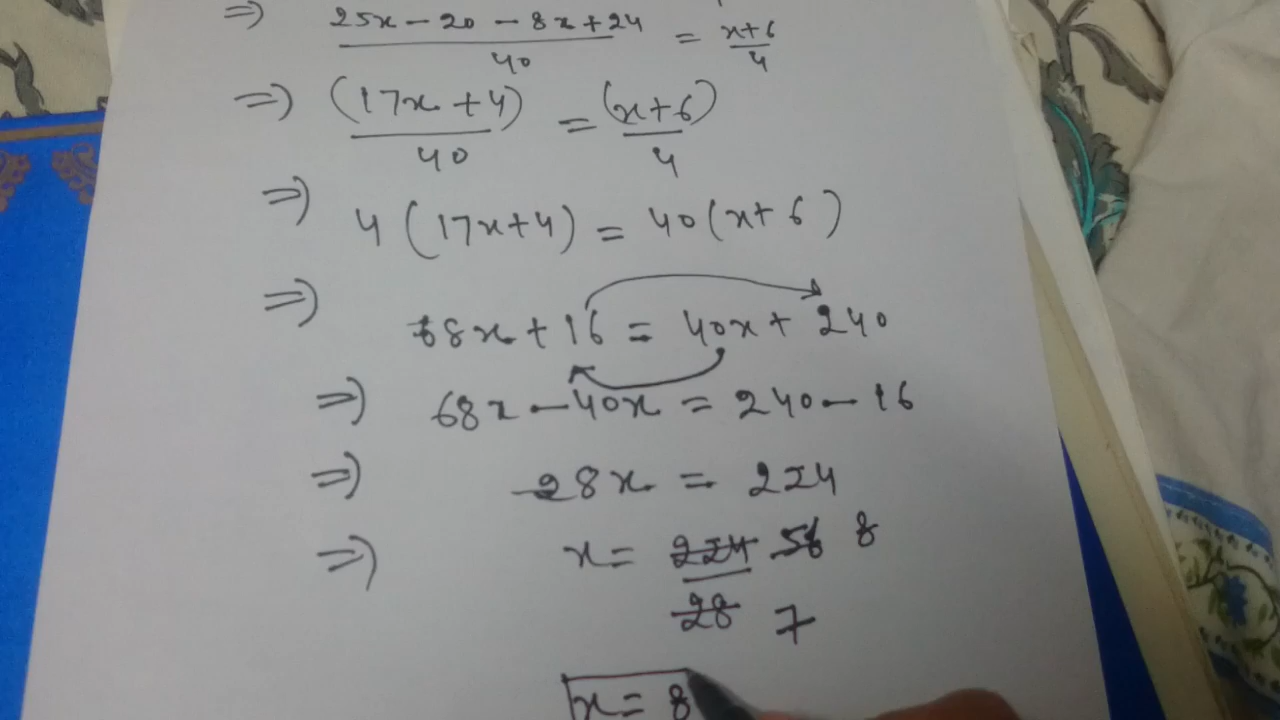 ⇒ (25x - 20 - 8x + 24)/40 = (x+6)/4
⇒ (17x + 4)/40 = (x+6)/4
⇒ 4(17x+4) = 40(x+6)
⇒ 68x + 16 = 40x + 240
⇒ 68x - 40x = 240 - 16
⇒ 28x = 224
⇒ x = 224/28 56 8 7
x = 8